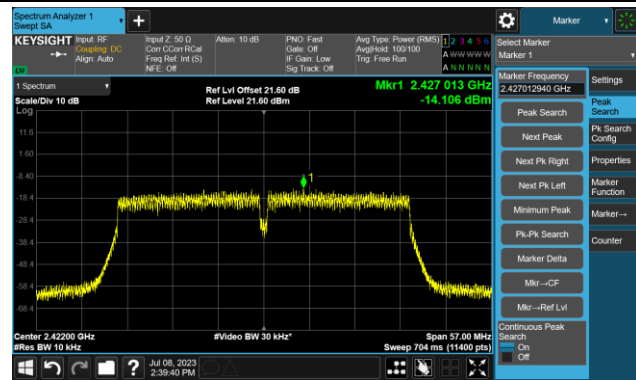 Spectrum Analyzer 1
Swept SA
Marker
KEYSIGHT
Input: RF
Coupling: DC
Align: Auto
Input Z: 50 Ω
Corr CCorr RCal
Freq Ref: Int (S)
NFE: Off
Atten: 10 dB
PNO: Fast
Gate: Off
IF Gain: Low
Sig Track: Off
Avg Type: Power (RMS)
Avg|Hold: 100/100
Trig: Free Run
1 2 3 4 5 6
A W W W W W
A N N N N N
Select Marker
Marker 1
1 Spectrum
Scale/Div 10 dB
Log
Ref Lvl Offset 21.60 dB
Ref Level 21.60 dBm
Mkr1 2.427 013 GHz
-14.106 dBm
11.6
1.60
-8.40
-18.4
-28.4
-38.4
-48.4
-58.4
-68.4
1
Center 2.42200 GHz
#Res BW 10 kHz
#Video BW 30 kHz*
Span 57.00 MHz
Sweep 704 ms (11400 pts)
Marker Frequency
2.427012940 GHz
Peak Search
Next Peak
Next Pk Right
Next Pk Left
Minimum Peak
Pk-Pk Search
Marker Delta
Mkr→CF
Mkr→Ref Lvl
Continuous Peak
Search
On
Off
Settings
Peak
Search
Pk Search
Config
Properties
Marker
Function
Marker→
Counter
Jul 08, 2023
2:39:40 PM